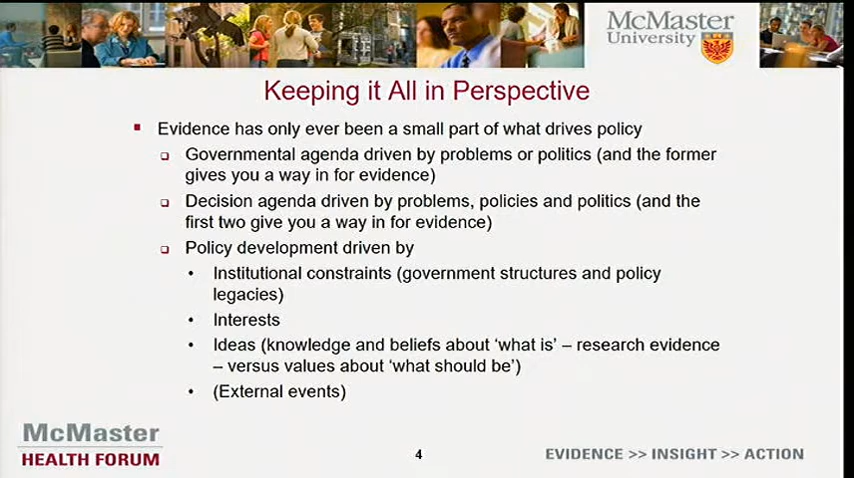 McMaster
University
Keeping it All in Perspective
Evidence has only ever been a small part of what drives policy
Governmental agenda driven by problems or politics (and the former
gives you a way in for evidence)
Decision agenda driven by problems, policies and politics (and the
first two give you a way in for evidence)
Policy development driven by
Institutional constraints (government structures and policy
legacies)
Interests
Ideas (knowledge and beliefs about ‘what is’ – research evidence
– versus values about ‘what should be’)
(External events)
McMaster
HEALTH FORUM
4
EVIDENCE >> INSIGHT >> ACTION